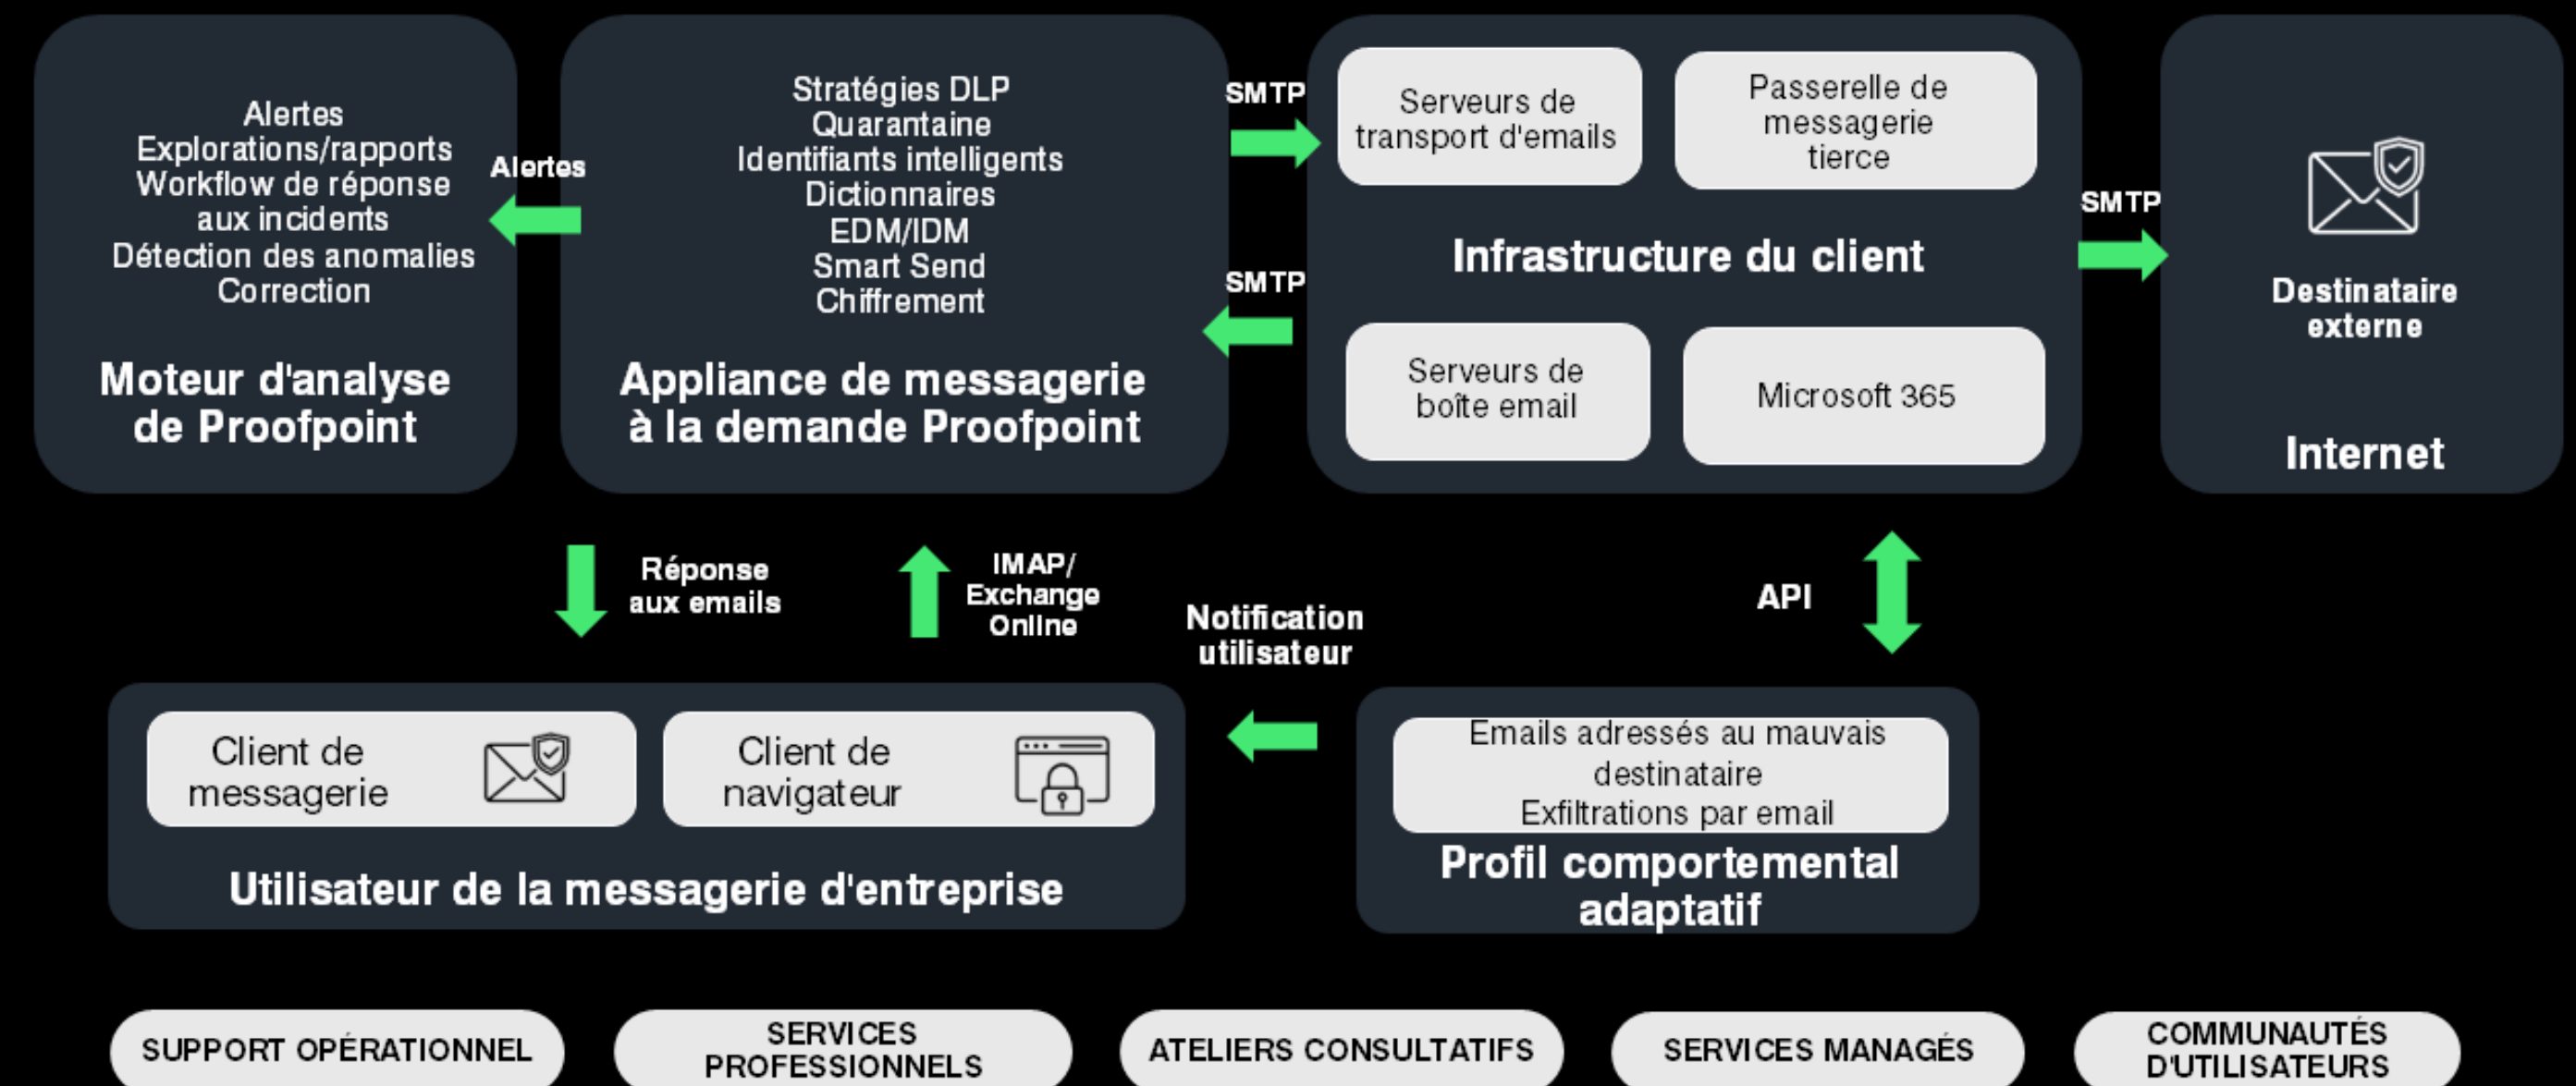 Alertes
Explorations/rapports
Workflow de réponse
aux incidents
Détection des anomalies
Correction
Moteur d'analyse
de Proofpoint
Alertes
Stratégies DLP
Quarantaine
Identifiants intelligents
Dictionnaires
EDM/IDM
Smart Send
Chiffrement
Appliance de messagerie
à la demande Proofpoint
SMTP
SMTP
Serveurs de
transport d'emails
Passerelle de
messagerie
tierce
Infrastructure du client
Serveurs de
boîte email
Microsoft 365
SMTP
Destinataire
externe
Internet
Réponse
aux emails
IMAP/
Exchange
Online
Notification
utilisateur
API
Client de
messagerie
Client de
navigateur
Utilisateur de la messagerie d'entreprise
Emails adressés au mauvais
destinataire
Exfiltrations par email
Profil comportemental
adaptatif
SUPPORT OPÉRATIONNEL
SERVICES
PROFESSIONNELS
ATELIERS CONSULTATIFS
SERVICES MANAGÉS
COMMUNAUTÉS
D'UTILISATEURS